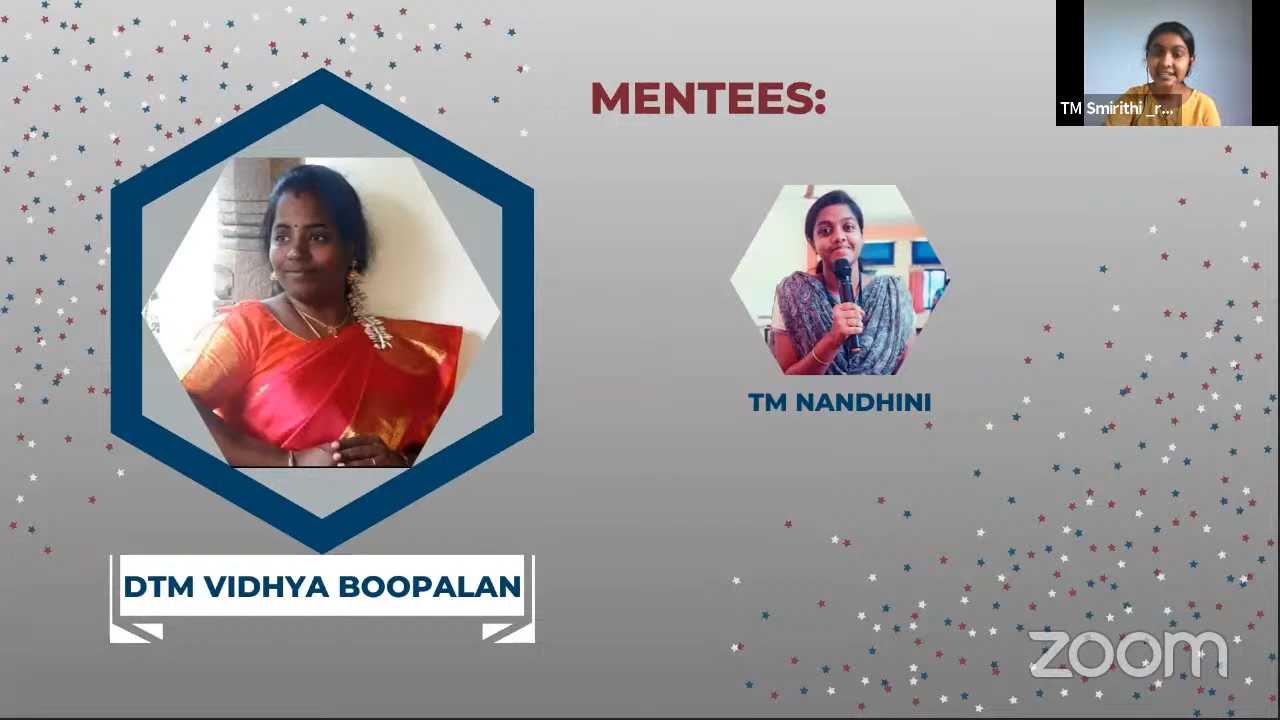 MENTEES:
TM Smirithi _r...
TM NANDHINI
DTM VIDHYA BOOPALAN
zoom